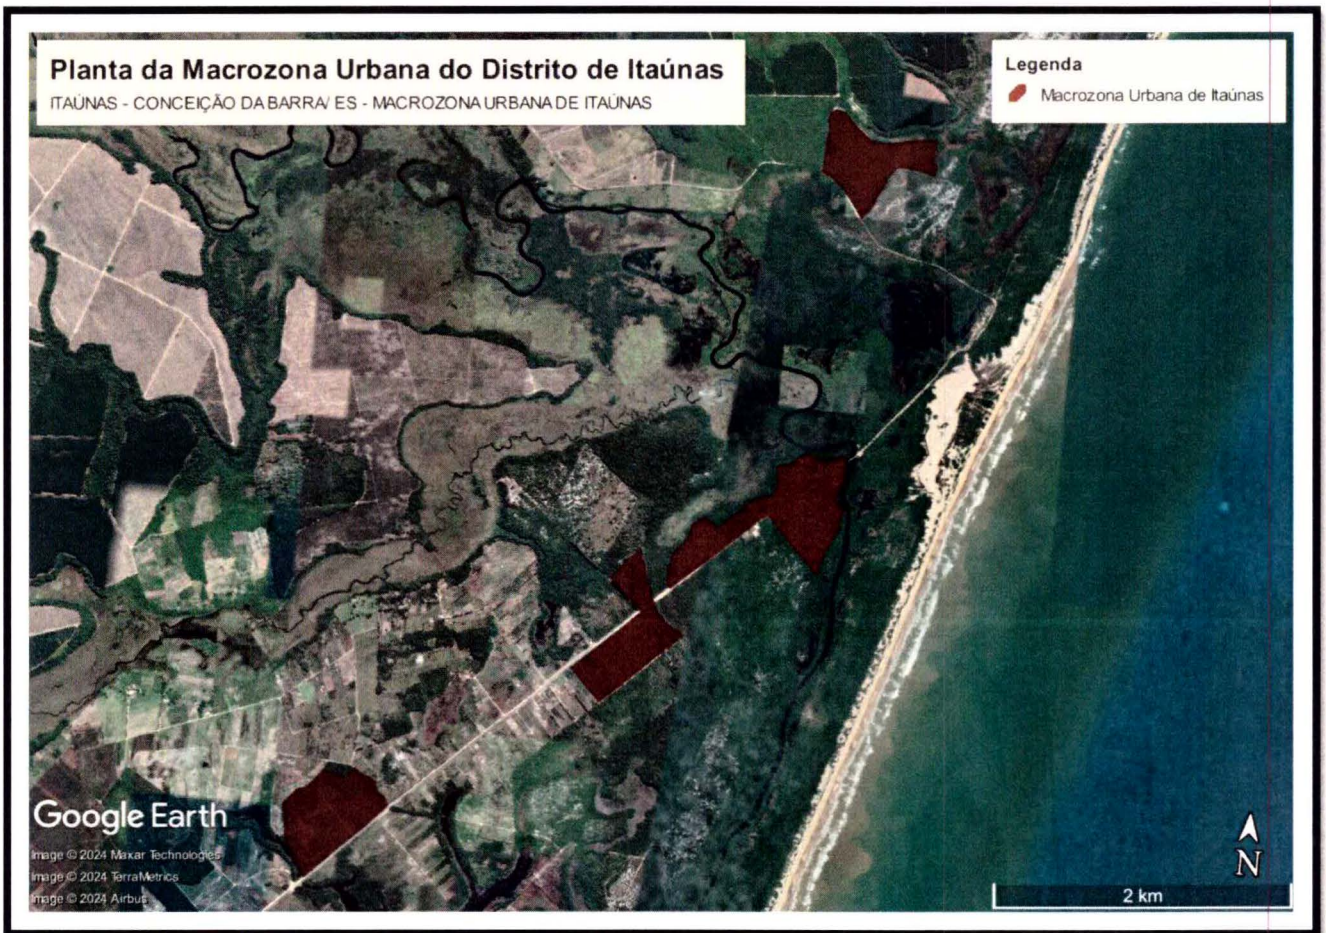 Planta da Macrozona Urbana do Distrito de Itaúnas
ITAÚNAS - CONCEIÇÃO DA BARRA/ ES - MACROZONA URBANA DE ITAÚNAS
Legenda
Macrozona Urbana de Itaúnas
Google Earth
Image © 2024 Maxar Technologies
Image © 2024 TerraMetrics
Image © 2024 Airbus
N
2 km